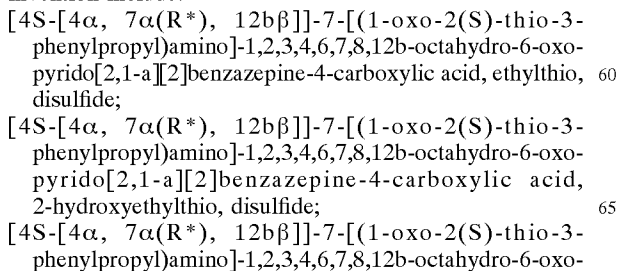 [4S-[4α, 7α(R*), 12bβ]]-7-[(1-oxo-2(S)-thio-3-
phenylpropyl)amino]-1,2,3,4,6,7,8,12b-octahydro-6-oxo-
pyrido[2,1-a][2]benzazepine-4-carboxylic acid, ethylthio, 60
disulfide;
[4S-[4α, 7α(R*), 12bβ]]-7-[(1-oxo-2(S)-thio-3-
phenylpropyl)amino]-1,2,3,4,6,7,8,12b-octahydro-6-oxo-
pyrido[2,1-a][2]benzazepine-4-carboxylic acid,
2-hydroxyethylthio, disulfide; 65
[4S-[4α, 7α(R*), 12bβ]]-7-[(1-oxo-2(S)-thio-3-
phenylpropyl)amino]-1,2,3,4,6,7,8,12b-octahydro-6-oxo-